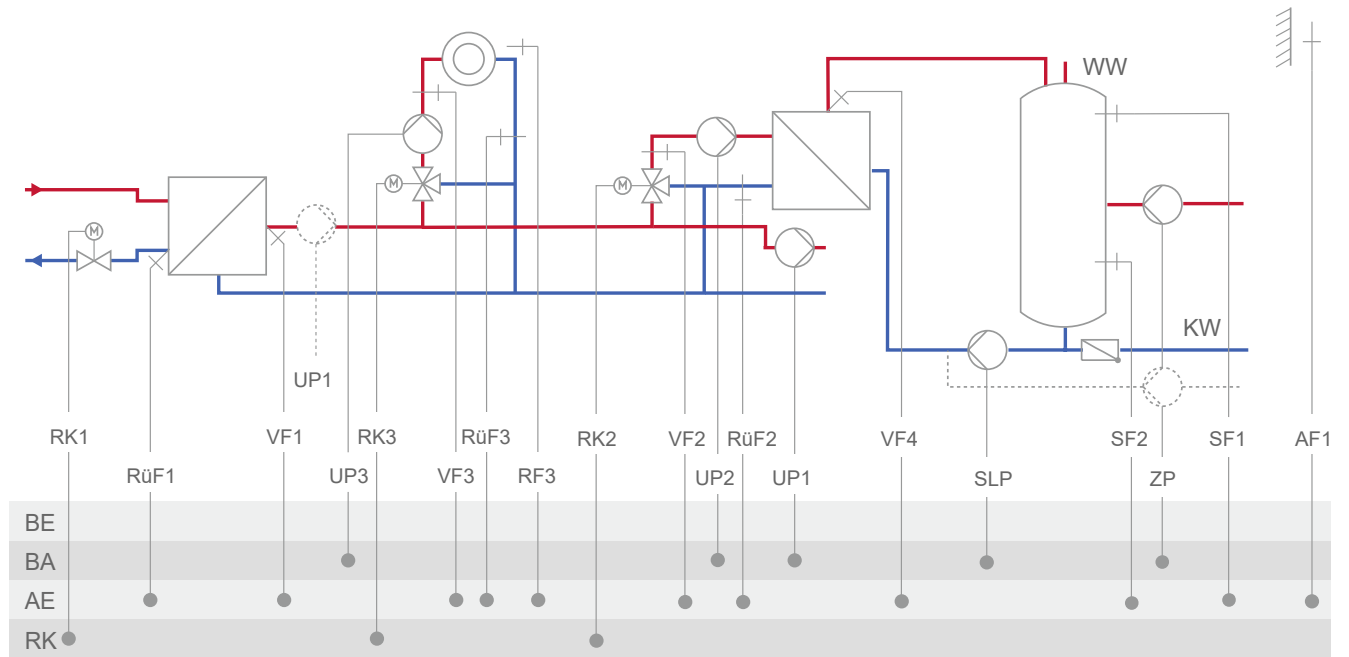 WW
M
M
M
KW
UP1
RK1
VF1
RK3
RüF3
RK2
VF2
RüF2
VF4
SF2
SF1
AF1
RüF1
UP3
VF3
RF3
UP2
UP1
SLP
ZP
BE
BA
AE
RK